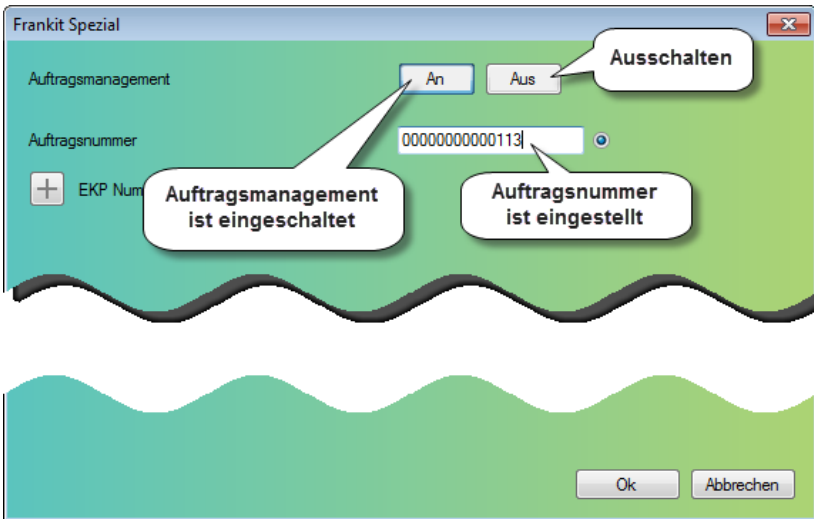 Frankit Spezial
Ausschalten
Auftragsmanagement An Aus
Auftragsnummer 00000000000113
EKP Num
Auftragsmanagement
ist eingeschaltet
Auftragsnummer
ist eingestellt
Ok Abbrechen